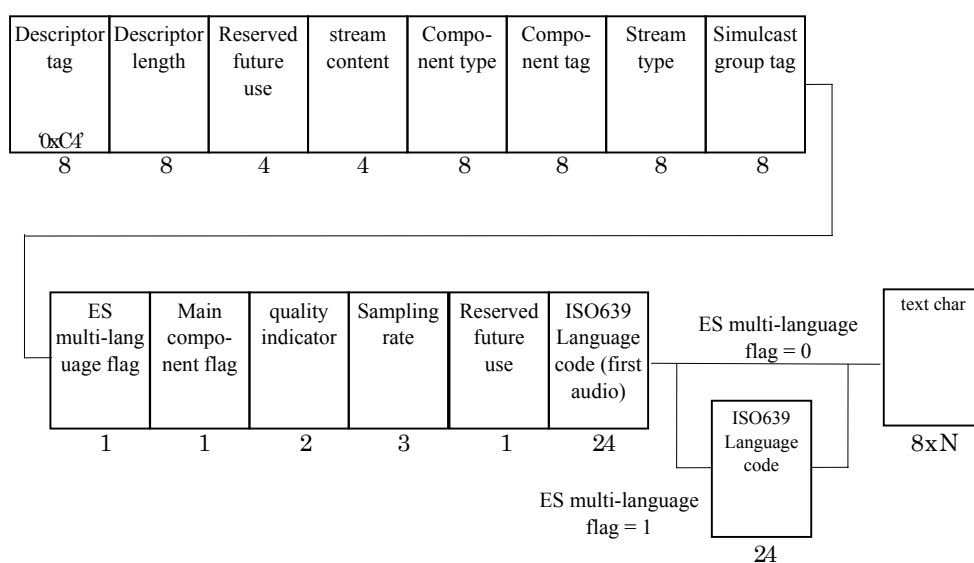 Descriptor
tag
'0xC4'
8
Descriptor
length
8
Reserved
future
use
4
stream
content
4
Compo-
nent type
8
Compo-
nent tag
8
Stream
type
8
Simulcast
group tag
8
ES
multi-lang
uage flag
1
Main
compo-
nent flag
1
quality
indicator
2
Sampling
rate
3
Reserved
future
use
1
ISO639
Language
code (first
audio)
24
ES multi-language
flag = 0
ISO639
Language
code
24
ES multi-language
flag = 1
text char
8xN